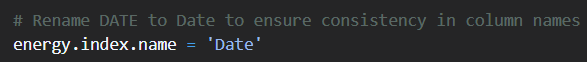 # Rename DATE to Date to ensure consistency in column names
energy.index.name = 'Date'